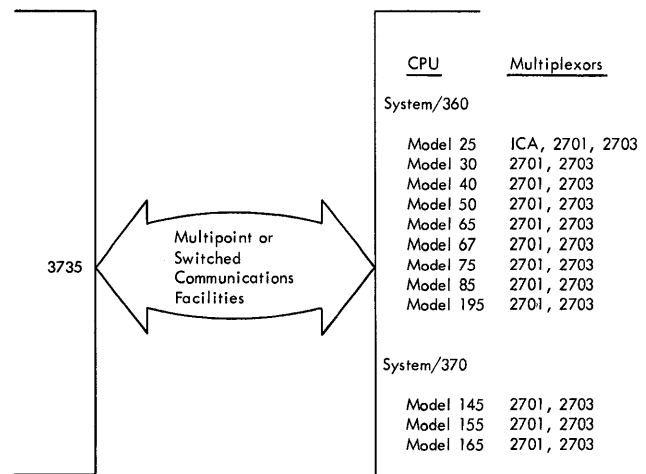 CPU Multiplexors
System/360
Model 25 ICA, 2701, 2703
Model 30 2701, 2703
Model 40 2701, 2703
Model 50 2701, 2703
Model 65 2701, 2703
Model 67 2701, 2703
Model 75 2701, 2703
Model 85 2701, 2703
Model 195 2701, 2703
3735
Multipoint or
Switched
Communications
Facilities
System/370
Model 145 2701, 2703
Model 155 2701, 2703
Model 165 2701, 2703